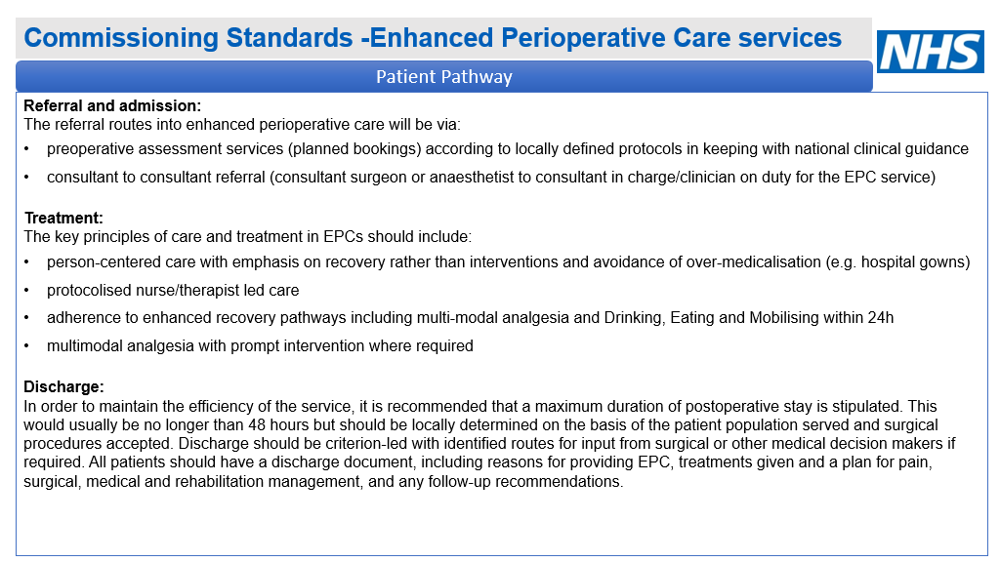 Commissioning Standards -Enhanced Perioperative Care services
NHS
Patient Pathway
Referral and admission:
The referral routes into enhanced perioperative care will be via:
• preoperative assessment services (planned bookings) according to locally defined protocols in keeping with national clinical guidance
• consultant to consultant referral (consultant surgeon or anaesthetist to consultant in charge/clinician on duty for the EPC service)
Treatment:
The key principles of care and treatment in EPCs should include:
• person-centered care with emphasis on recovery rather than interventions and avoidance of over-medicalisation (e.g. hospital gowns)
• protocolised nurse/therapist led care
• adherence to enhanced recovery pathways including multi-modal analgesia and Drinking, Eating and Mobilising within 24h
• multimodal analgesia with prompt intervention where required
Discharge:
In order to maintain the efficiency of the service, it is recommended that a maximum duration of postoperative stay is stipulated. This
would usually be no longer than 48 hours but should be locally determined on the basis of the patient population served and surgical
procedures accepted. Discharge should be criterion-led with identified routes for input from surgical or other medical decision makers if
required. All patients should have a discharge document, including reasons for providing EPC, treatments given and a plan for pain,
surgical, medical and rehabilitation management, and any follow-up recommendations.